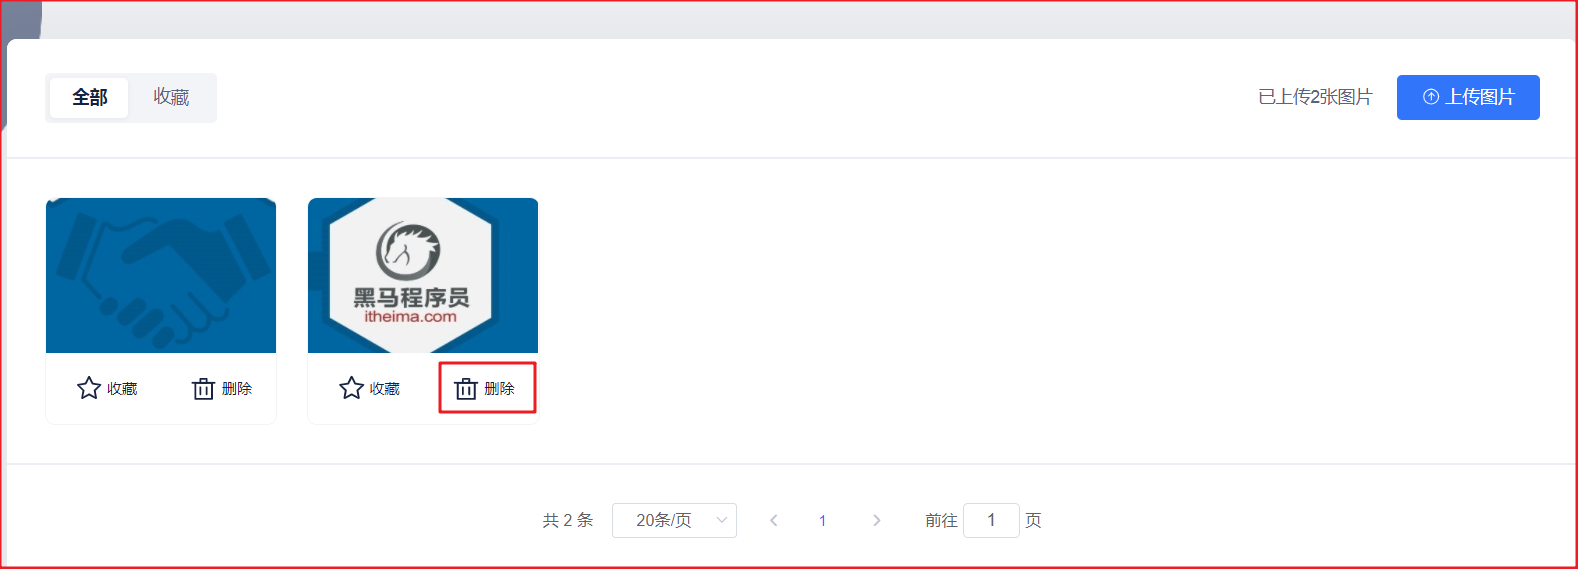 全部 收藏 已上传2张图片 上传图片
黑马程序员
itheima.com
收藏 删除 收藏 删除
共 2 条 20条/页 1 前往 1 页